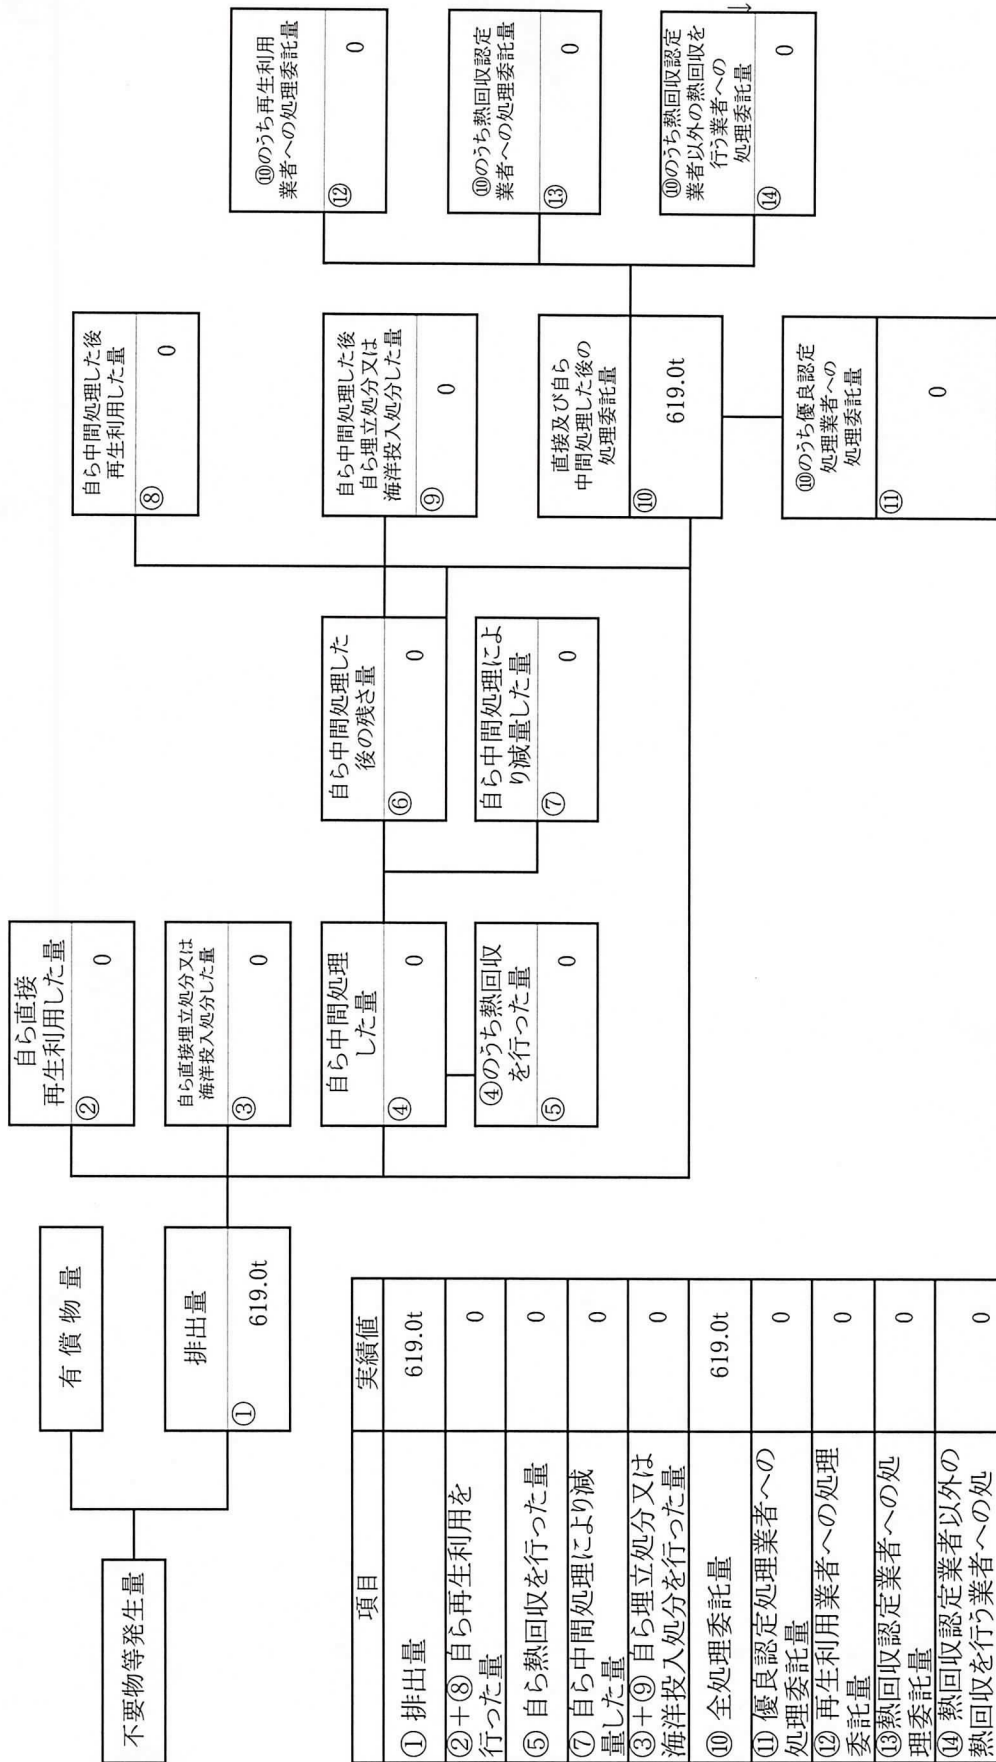 不要物等発生量
有償物量
排出量
①
619.0t
自ら直接
再生利用した量
②
0
自ら直接埋立処分又は
海洋投入処分した量
③
0
自ら中間処理
した量
④
0
④のうち熱回収
を行った量
⑤
0
自ら中間処理した
後の残さ量
⑥
0
自ら中間処理によ
り減量した量
⑦
0
自ら中間処理した後
再生利用した量
⑧
0
自ら中間処理した後
自ら埋立処分又は
海洋投入処分した量
⑨
0
直接及び自ら
中間処理した後の
処理委託量
⑩
619.0t
⑩のうち優良認定
処理業者への
処理委託量
⑪
0
⑩のうち再生利用
業者への処理委託量
⑫
0
⑩のうち熱回収認定
業者への処理委託量
⑬
0
⑩のうち熱回収認定
業者以外の熱回収を
行う業者への
処理委託量
⑭
0
項目 実績値
① 排出量 619.0t
②+⑧ 自ら再生利用を
行った量 0
⑤ 自ら熱回収を行った量 0
⑦ 自ら中間処理により減
量した量 0
③+⑨ 自ら埋立処分又は
海洋投入処分を行った量 0
⑩ 全処理委託量 619.0t
⑪ 優良認定処理業者への
処理委託量 0
⑫ 再生利用業者への処理
委託量 0
⑬熱回収認定業者への処
理委託量 0
⑭ 熱回収認定業者以外の
熱回収を行う業者への処 0